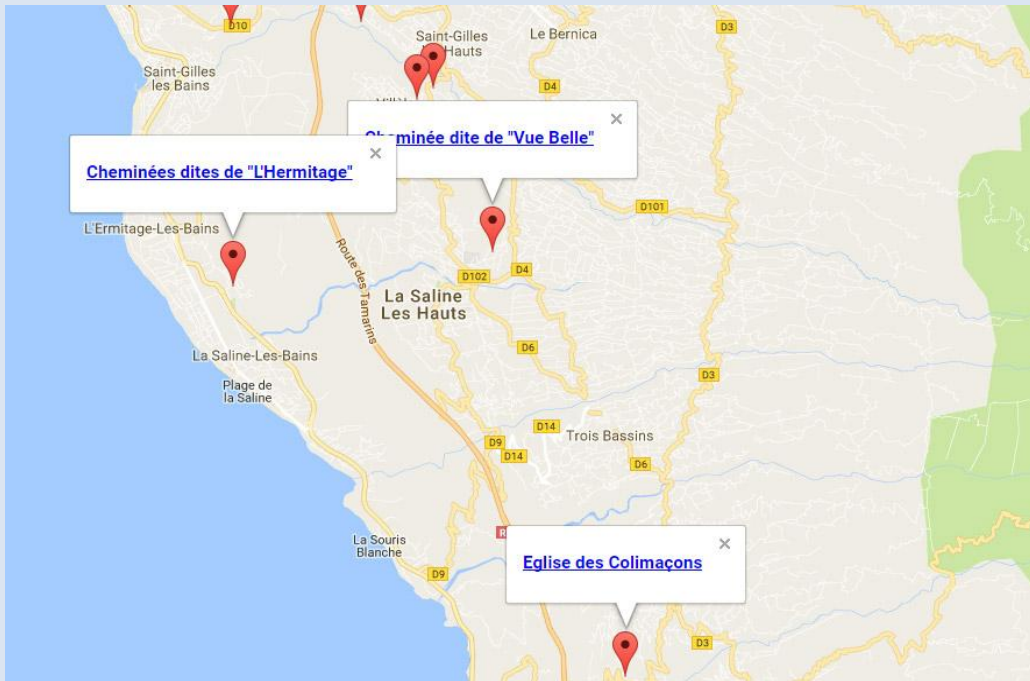 D10
D3
Saint-Gilles
Hauts
Le Bernica
Saint-Gilles
les Bains
D4
Cheminée dite de "Vue Belle"
Cheminées dites de "L'Hermitage"
D101
L'Ermitage-Les-Bains
Route des Tamarins
D102
D4
La Saline
Les Hauts
La Saline-Les-Bains
D6
D3
Plage de
la Saline
D9
D14
D14
Trois Bassins
D6
La Souris
Blanche
Eglise des Colimaçons
D9
D3